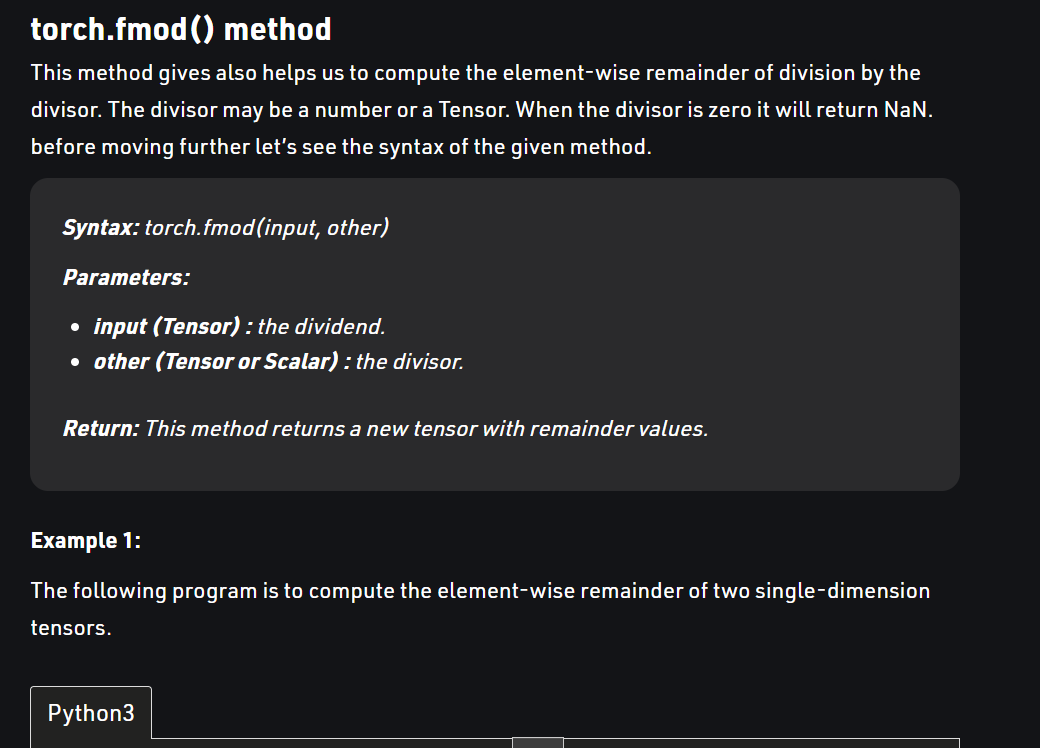 torch.fmod() method
This method gives also helps us to compute the element-wise remainder of division by the
divisor. The divisor may be a number or a Tensor. When the divisor is zero it will return NaN.
before moving further let’s see the syntax of the given method.
Syntax: torch.fmod(input, other)
Parameters:
• input (Tensor) : the dividend.
• other (Tensor or Scalar) : the divisor.
Return: This method returns a new tensor with remainder values.
Example 1:
The following program is to compute the element-wise remainder of two single-dimension
tensors.
Python3